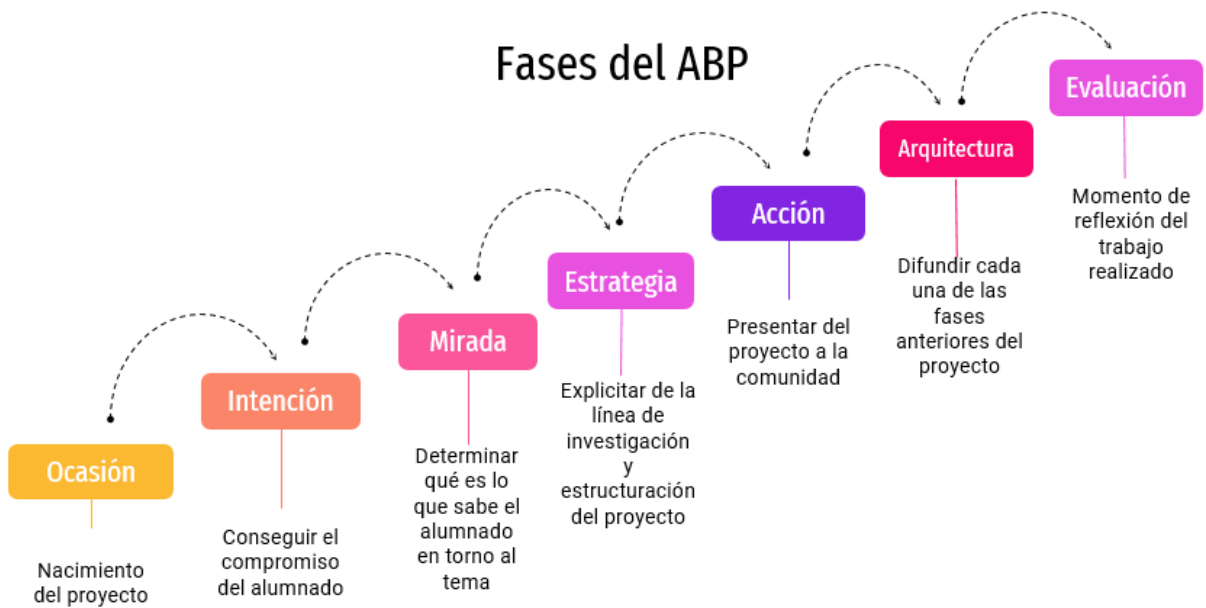 Fases del ABP
Ocasión
Nacimiento
del proyecto
Intención
Conseguir el
compromiso
del alumnado
Mirada
Determinar
qué es lo
que sabe el
alumnado
en torno al
tema
Estrategia
Explicitar de la
línea de
investigación
y
estructuración
del proyecto
Acción
Presentar del
proyecto a la
comunidad
Arquitectura
Difundir cada
una de las
fases
anteriores del
proyecto
Evaluación
Momento de
reflexión del
trabajo
realizado